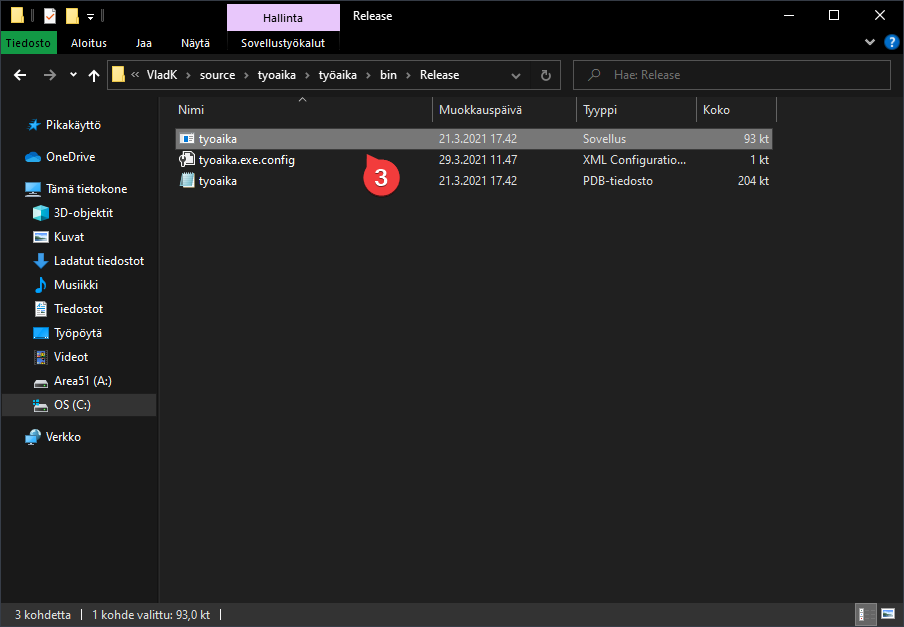 Hallinta
Release
Tiedosto
Aloitus
Jaa
Näytä
Sovellustyökalut
?
« VladK > source > tyoaika > työaika > bin > Release
Hae: Release
Nimi
Muokkauspäivä
Tyyppi
Koko
tyoaika 21.3.2021 17.42 Sovellus 93 kt
tyoaika.exe.config 29.3.2021 11.47 XML Configuratio... 1 kt
tyoaika 21.3.2021 17.42 PDB-tiedosto 204 kt
3
Pikakäyttö
OneDrive
Tämä tietokone
3D-objektit
Kuvat
Ladatut tiedostot
Musiikki
Tiedostot
Työpöytä
Videot
Area51 (A:)
OS (C:)
Verkko
3 kohdetta
1 kohde valittu: 93,0 kt